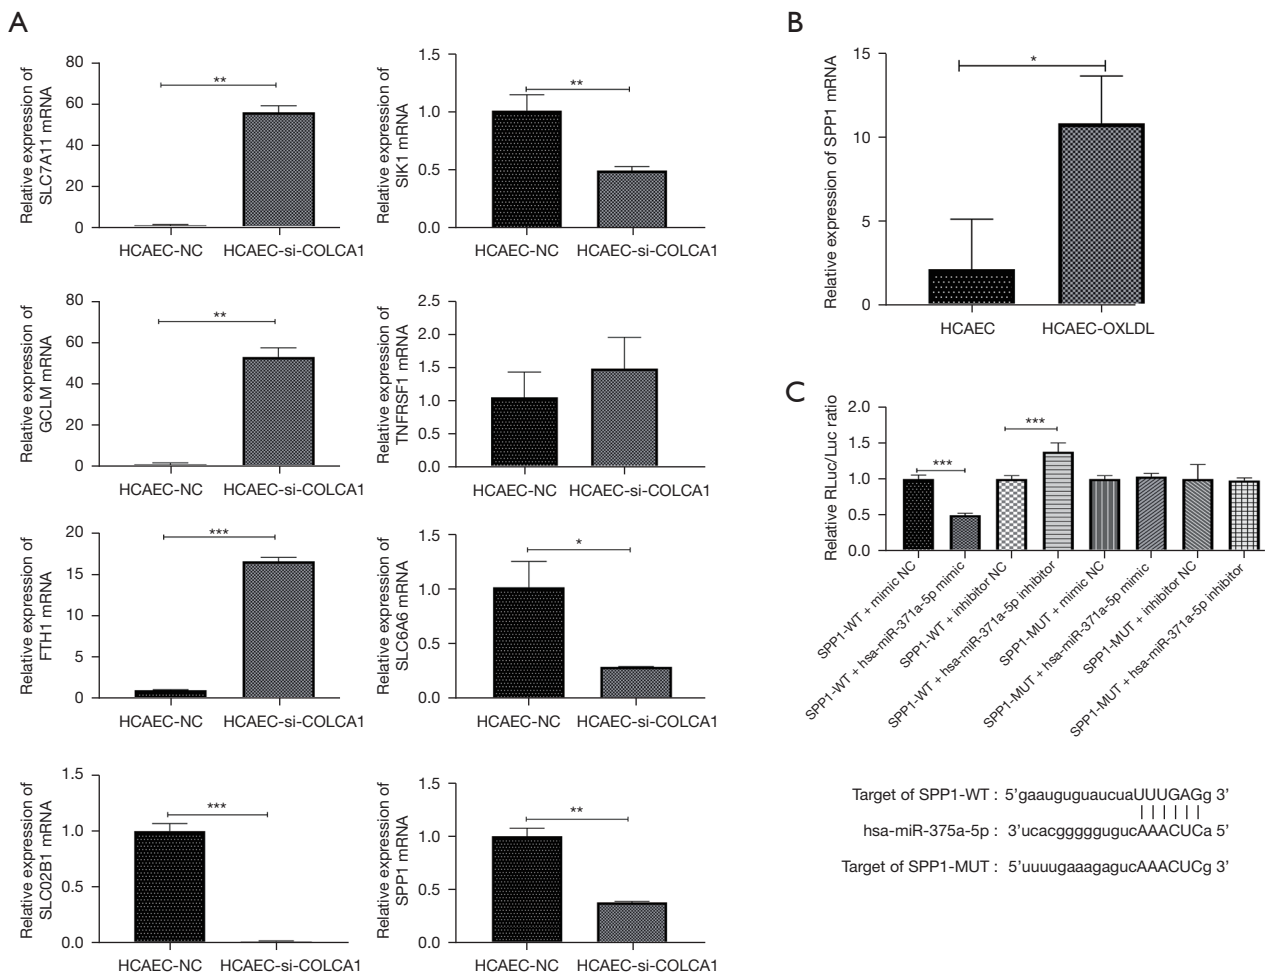 A
Relative expression of
SLC7A11 mRNA
80
60
40
20
0
**
HCAEC-NC
HCAEC-si-COLCA1
Relative expression of
SIK1 mRNA
1.5
1.0
0.5
0.0
**
HCAEC-NC
HCAEC-si-COLCA1
Relative expression of
GCLM mRNA
80
60
40
20
0
**
HCAEC-NC
HCAEC-si-COLCA1
Relative expression of
TNFRSF1 mRNA
2.5
2.0
1.5
1.0
0.5
0.0
HCAEC-NC
HCAEC-si-COLCA1
Relative expression of
FTH1 mRNA
20
15
10
5
0
***
HCAEC-NC
HCAEC-si-COLCA1
Relative expression of
SLC6A6 mRNA
1.5
1.0
0.5
0.0
*
HCAEC-NC
HCAEC-si-COLCA1
Relative expression of
SLC02B1 mRNA
1.5
1.0
0.5
0.0
***
HCAEC-NC
HCAEC-si-COLCA1
Relative expression of
SPP1 mRNA
1.5
1.0
0.5
0.0
**
HCAEC-NC
HCAEC-si-COLCA1
B
Relative expression of SPP1 mRNA
15
10
5
0
*
HCAEC
HCAEC-OXLDL
C
Relative RLuc/Luc ratio
2.0
1.5
1.0
0.5
0.0
***
***
SPP1-WT + mimic NC
SPP1-WT + hsa-miR-371a-5p mimic
SPP1-WT + inhibitor NC
SPP1-WT + hsa-miR-371a-5p inhibitor
SPP1-MUT + mimic NC
SPP1-MUT + hsa-miR-371a-5p mimic
SPP1-MUT + inhibitor NC
SPP1-MUT + hsa-miR-371a-5p inhibitor
Target of SPP1-WT : 5'gaauguguaucuaUUUGAGg 3'
hsa-miR-375a-5p : 3'ucacgggggugucAAACUCa 5'
Target of SPP1-MUT : 5'uuuugaaagagucAAACUCg 3'